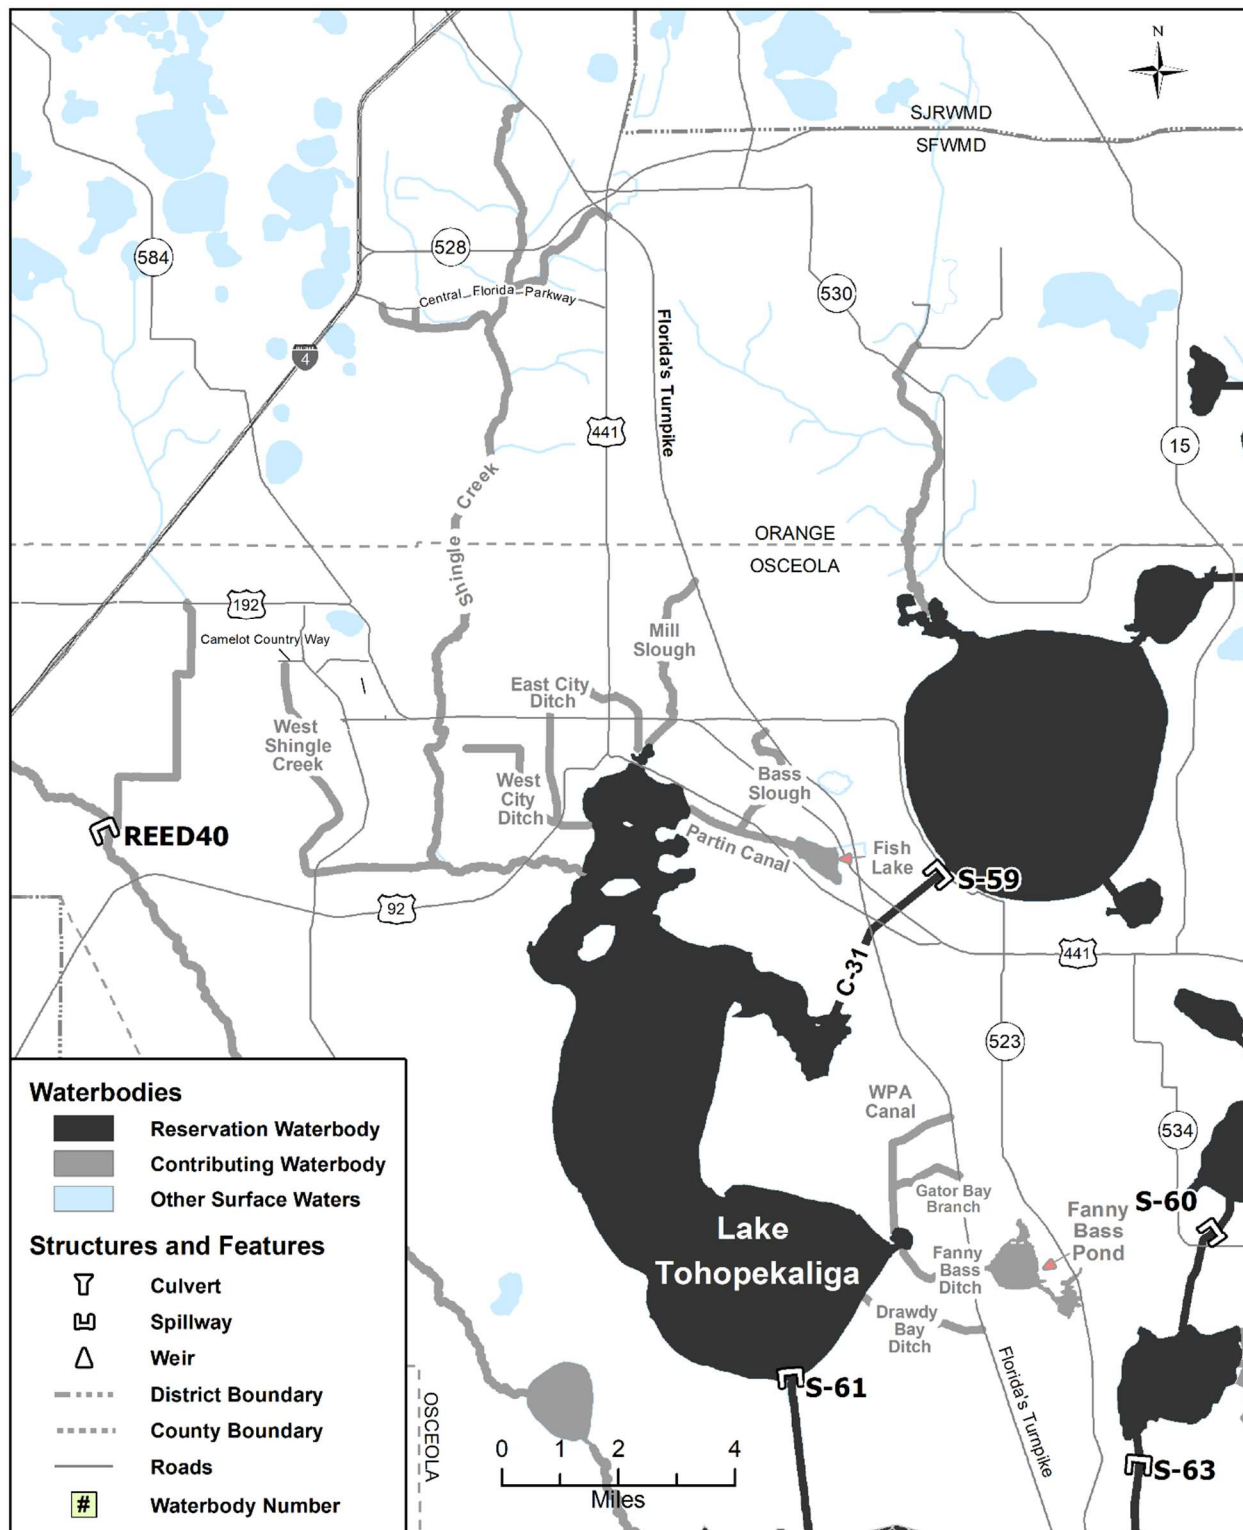 N
SJRWMD
SFWMD
584
528
Central Florida Parkway
530
4
Florida's Turnpike
441
15
Shingle Creek
ORANGE
OSCEOLA
192
Camelot Country Way
Mill
Slough
East City
Ditch
West
Shingle
Creek
West
City
Ditch
Bass
Slough
REED40
Partin Canal
Fish
Lake
S-59
92
C-31
441
523
WPA
Canal
534
Gator Bay
Branch
S-60
Fanny
Bass
Pond
Lake
Tohopekaliga
Fanny
Bass
Ditch
Drawdy
Bay
Ditch
Florida's Turnpike
S-61
S-63
OSCEOLA
0 1 2 4
Miles
Waterbodies
Reservation Waterbody
Contributing Waterbody
Other Surface Waters
Structures and Features
Culvert
Spillway
Weir
District Boundary
County Boundary
Roads
# Waterbody Number